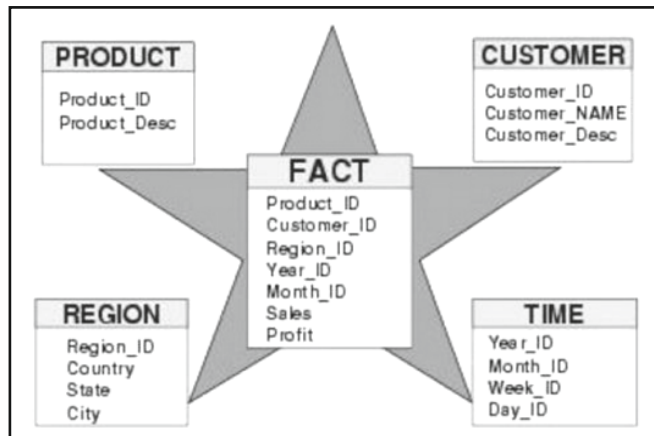 PRODUCT
Product_ID
Product_Desc
CUSTOMER
Customer_ID
Customer_NAME
Customer_Desc
FACT
Product_ID
Customer_ID
Region_ID
Year_ID
Month_ID
Sales
Profit
REGION
Region_ID
Country
State
City
TIME
Year_ID
Month_ID
Week_ID
Day_ID